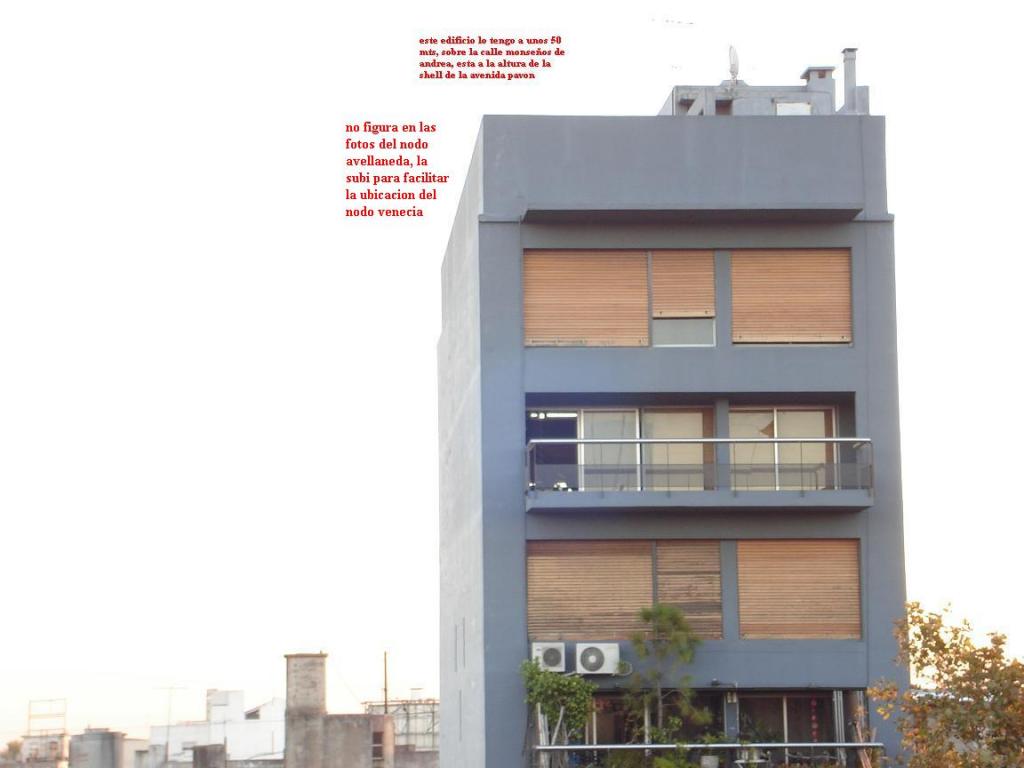 este edificio lo tengo a unos 50
mts, sobre la calle monseños de
andrea, esta a la altura de la
shell de la avenida pavon
no figura en las
fotos del nodo
avellaneda, la
subi para facilitar
la ubicacion del
nodo venecia